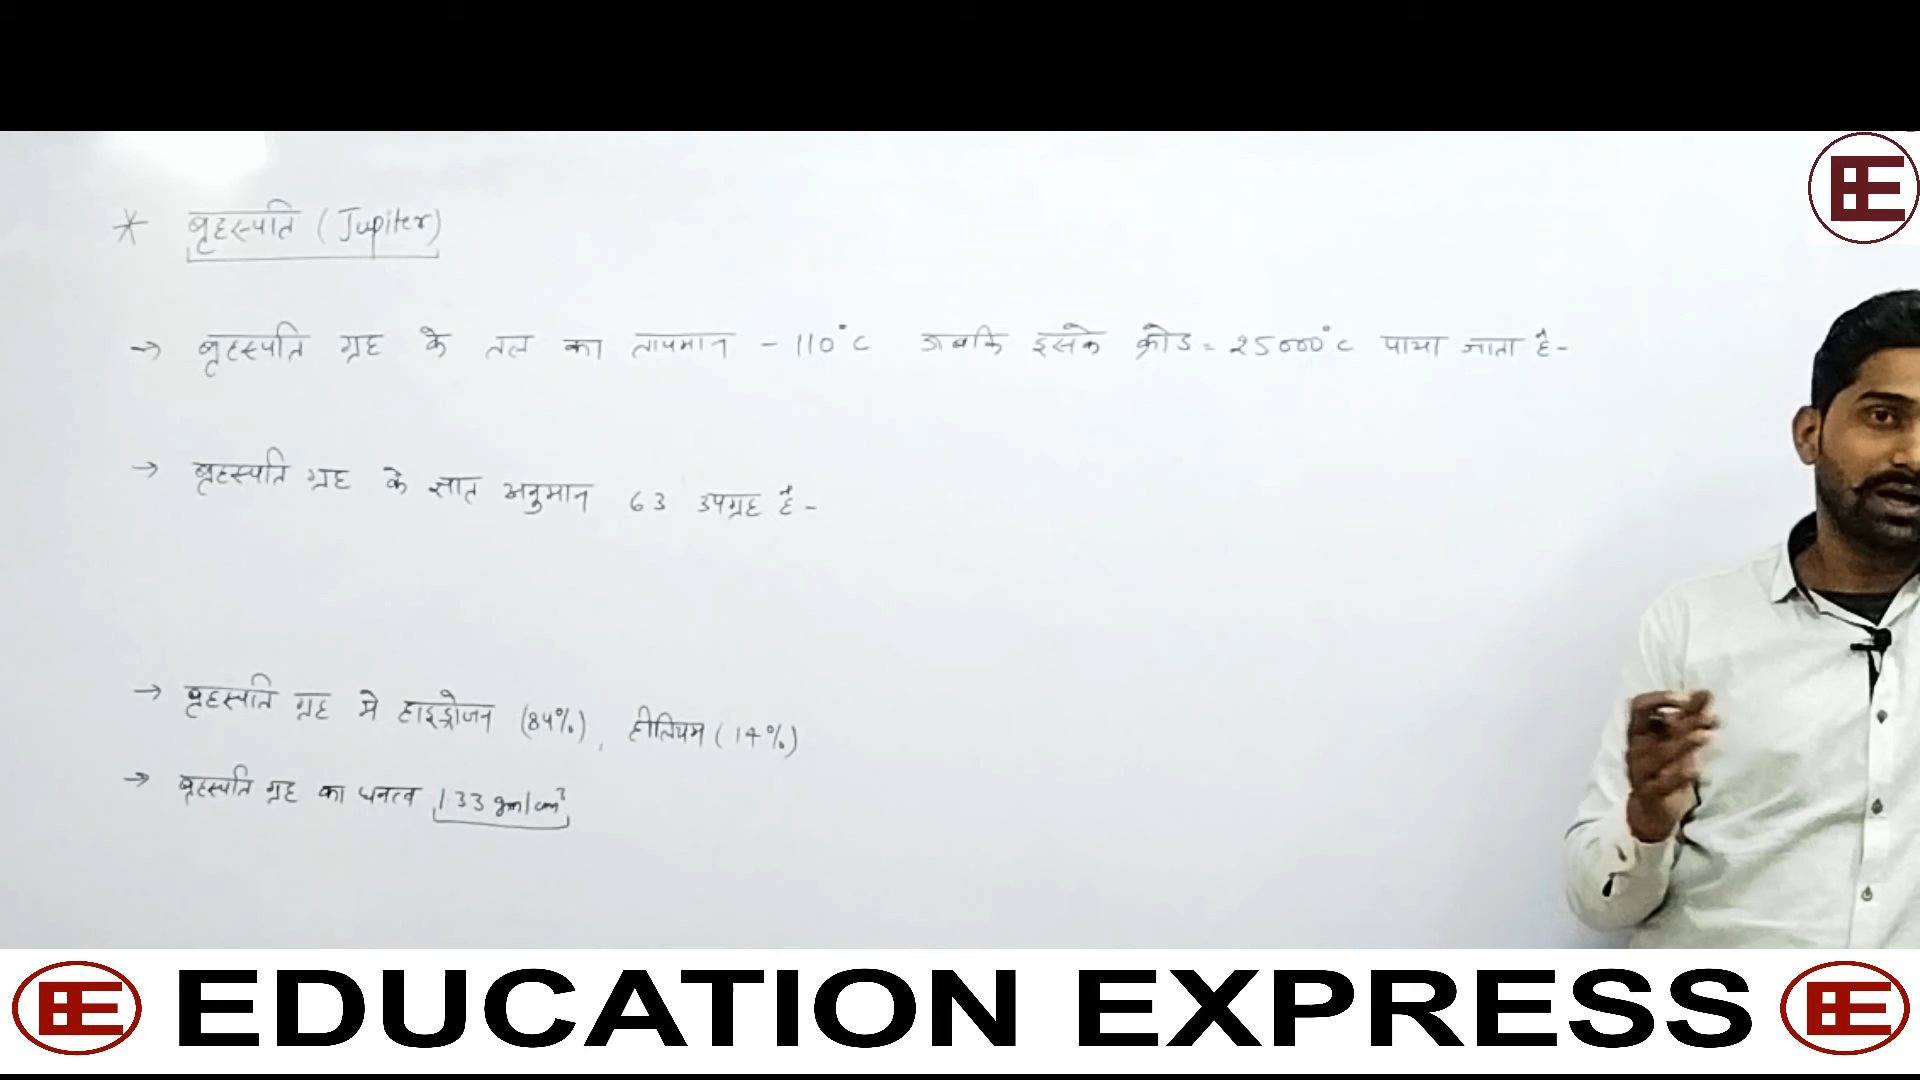 * बृहस्पति (Jupiter)
→ बृहस्पति ग्रह के तल का तापमान - 110°C जबकि इसके क्रोड = 25000°C पाया जाता है-
→ बृहस्पति ग्रह के ज्ञात अनुमान 63 उपग्रह है-
→ बृहस्पति ग्रह मे हाइड्रोजन (84%), हीलियम (14%)
→ बृहस्पति ग्रह का घनत्व 1.33 gm/cm³
EDUCATION EXPRESS